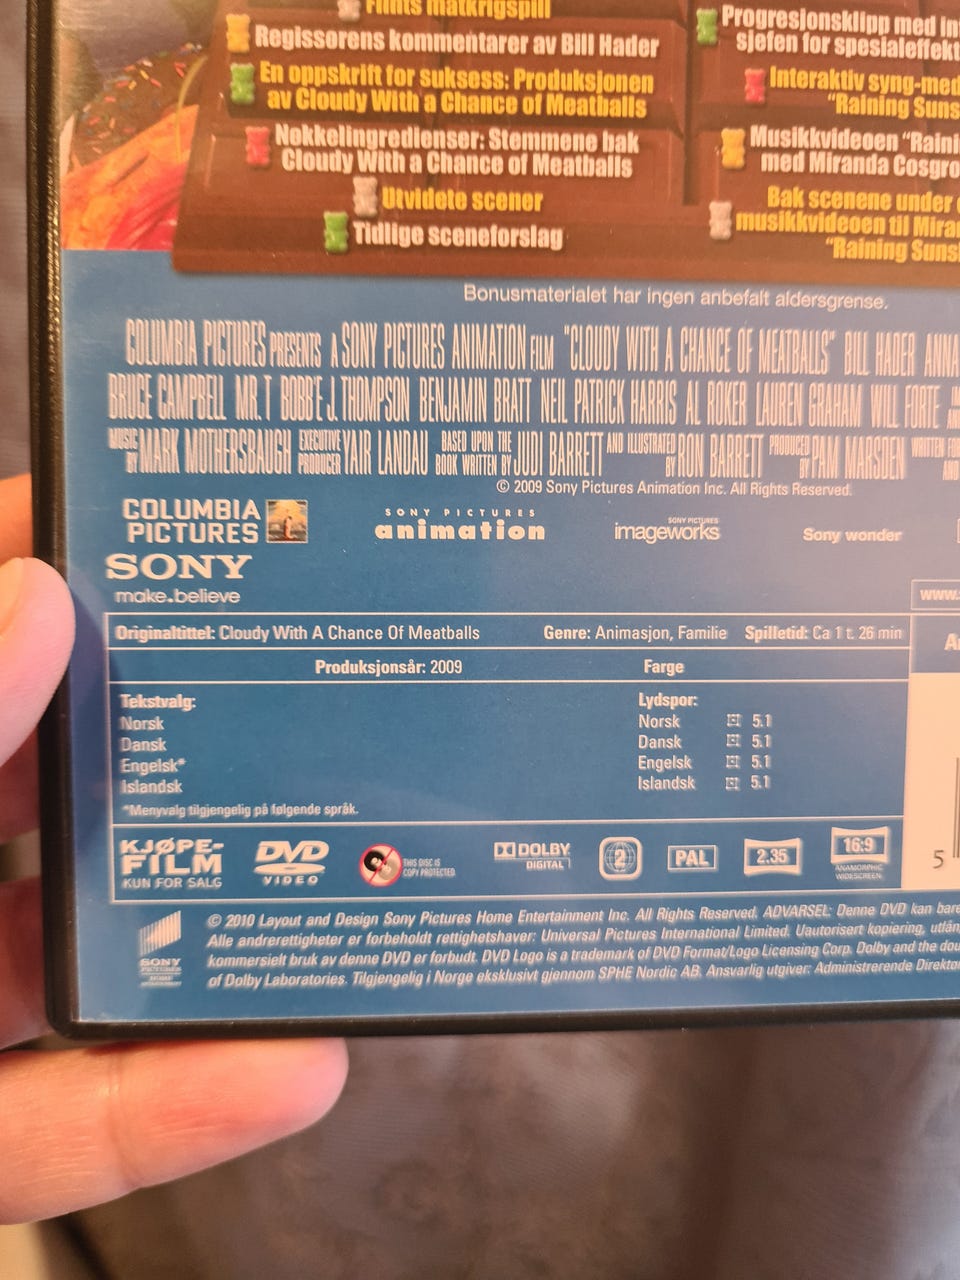 Flints matkrigspill
Regissorens kommentarer av Bill Hader
En oppskrift for suksess: Produksjonen
av Cloudy With a Chance of Meatballs
Nokkelingredienser: Stemmene bak
Cloudy With a Chance of Meatballs
Utvidete scener
Tidlige sceneforslag
Progresjonsklipp med in
sjefen for spesialeffekt
Interaktiv syng-med
"Raining Suns
Musikkvideoen "Raini
med Miranda Cosgro
Bak scenene under
musikkvideoen til Mira
"Raining Suns
Bonusmaterialet har ingen anbefalt aldersgrense.
COLUMBIA PICTURES PRESENTS A SONY PICTURES ANIMATION FILM "CLOUDY WITH A CHANCE OF MEATBALLS" BILL HADER ANNA
BRUCE CAMPBELL MR. T BOBB'E J. THOMPSON BENJAMIN BRATT NEIL PATRICK HARRIS AL ROKER LAUREN GRAHAM WILL FORTE
MUSIC BY MARK MOTHERSBAUGH EXECUTIVE PRODUCER YAIR LANDAU BASED UPON THE BOOK WRITTEN BY JUDI BARRETT AND ILLUSTRATED BY RON BARRETT PRODUCED BY PAM MARSDEN WRITTEN FO AND
© 2009 Sony Pictures Animation Inc. All Rights Reserved.
COLUMBIA
PICTURES
SONY PICTURES
animation
SONY PICTURES
imageworks
Sony wonder
SONY
make.believe
www.s
Originaltittel: Cloudy With A Chance Of Meatballs Genre: Animasjon, Familie Spilletid: Ca 1 t. 26 min
Produksjonsår: 2009 Farge
Tekstvalg:
Norsk
Dansk
Engelsk*
Islandsk
*Menyvalg tilgjengelig på følgende språk.
Lydspor:
Norsk 5.1
Dansk 5.1
Engelsk 5.1
Islandsk 5.1
KJØPE-
FILM
KUN FOR SALG
DVD
VIDEO
THIS DISC IS
COPY PROTECTED
DOLBY
DIGITAL
2
PAL
2.35
16:9
ANAMORPHIC
WIDESCREEN
5
SONY
PICTURES
HOME
© 2010 Layout and Design Sony Pictures Home Entertainment Inc. All Rights Reserved. ADVARSEL: Denne DVD kan bare
Alle andrerettigheter er forbeholdt rettighetshaver: Universal Pictures International Limited. Uautorisert kopiering, utlån
kommersielt bruk av denne DVD er forbudt. DVD Logo is a trademark of DVD Format/Logo Licensing Corp. Dolby and the dou
of Dolby Laboratories. Tilgjengelig i Norge eksklusivt gjennom SPHE Nordic AB. Ansvarlig utgiver: Administrerende Direktø